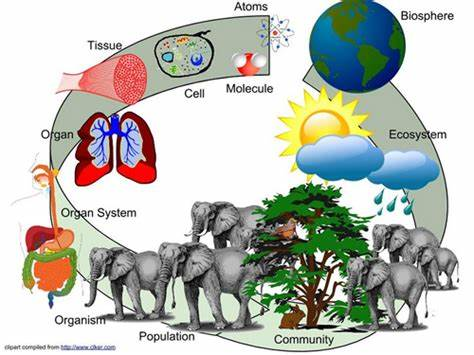 Atoms
Molecule
Cell
Tissue
Organ
Organ System
Organism
Population
Community
Ecosystem
Biosphere
clipart compiled from http://www.clker.com